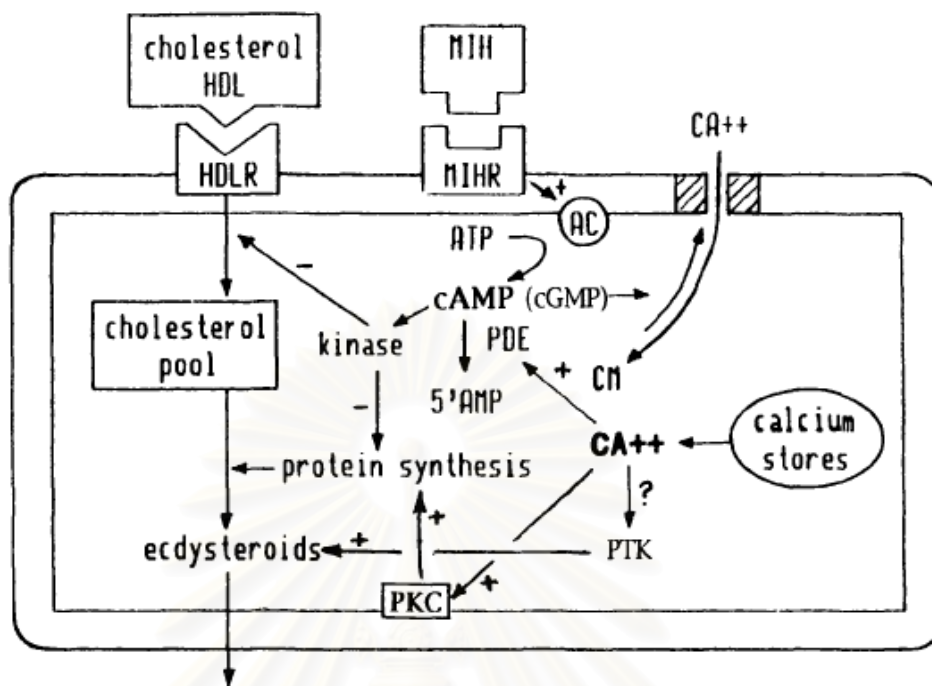 cholesterol
HDL
MIH
CA++
HDLR
MIHR
+
AC
ATP
-
cAMP (cGMP)
cholesterol
pool
kinase
PDE
+
CM
5'AMP
-
CA++
calcium
stores
protein synthesis
?
+
ecdysteroids
+
PTK
+
PKC